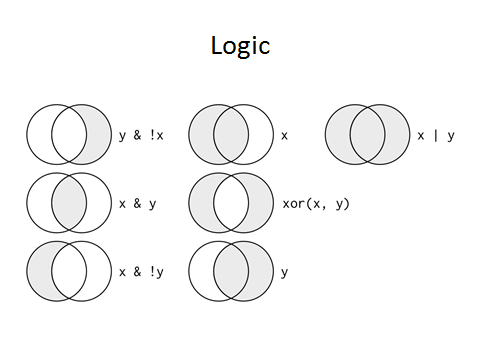 Logic
y & !x
x
x | y
x & y
xor(x, y)
x & !y
y